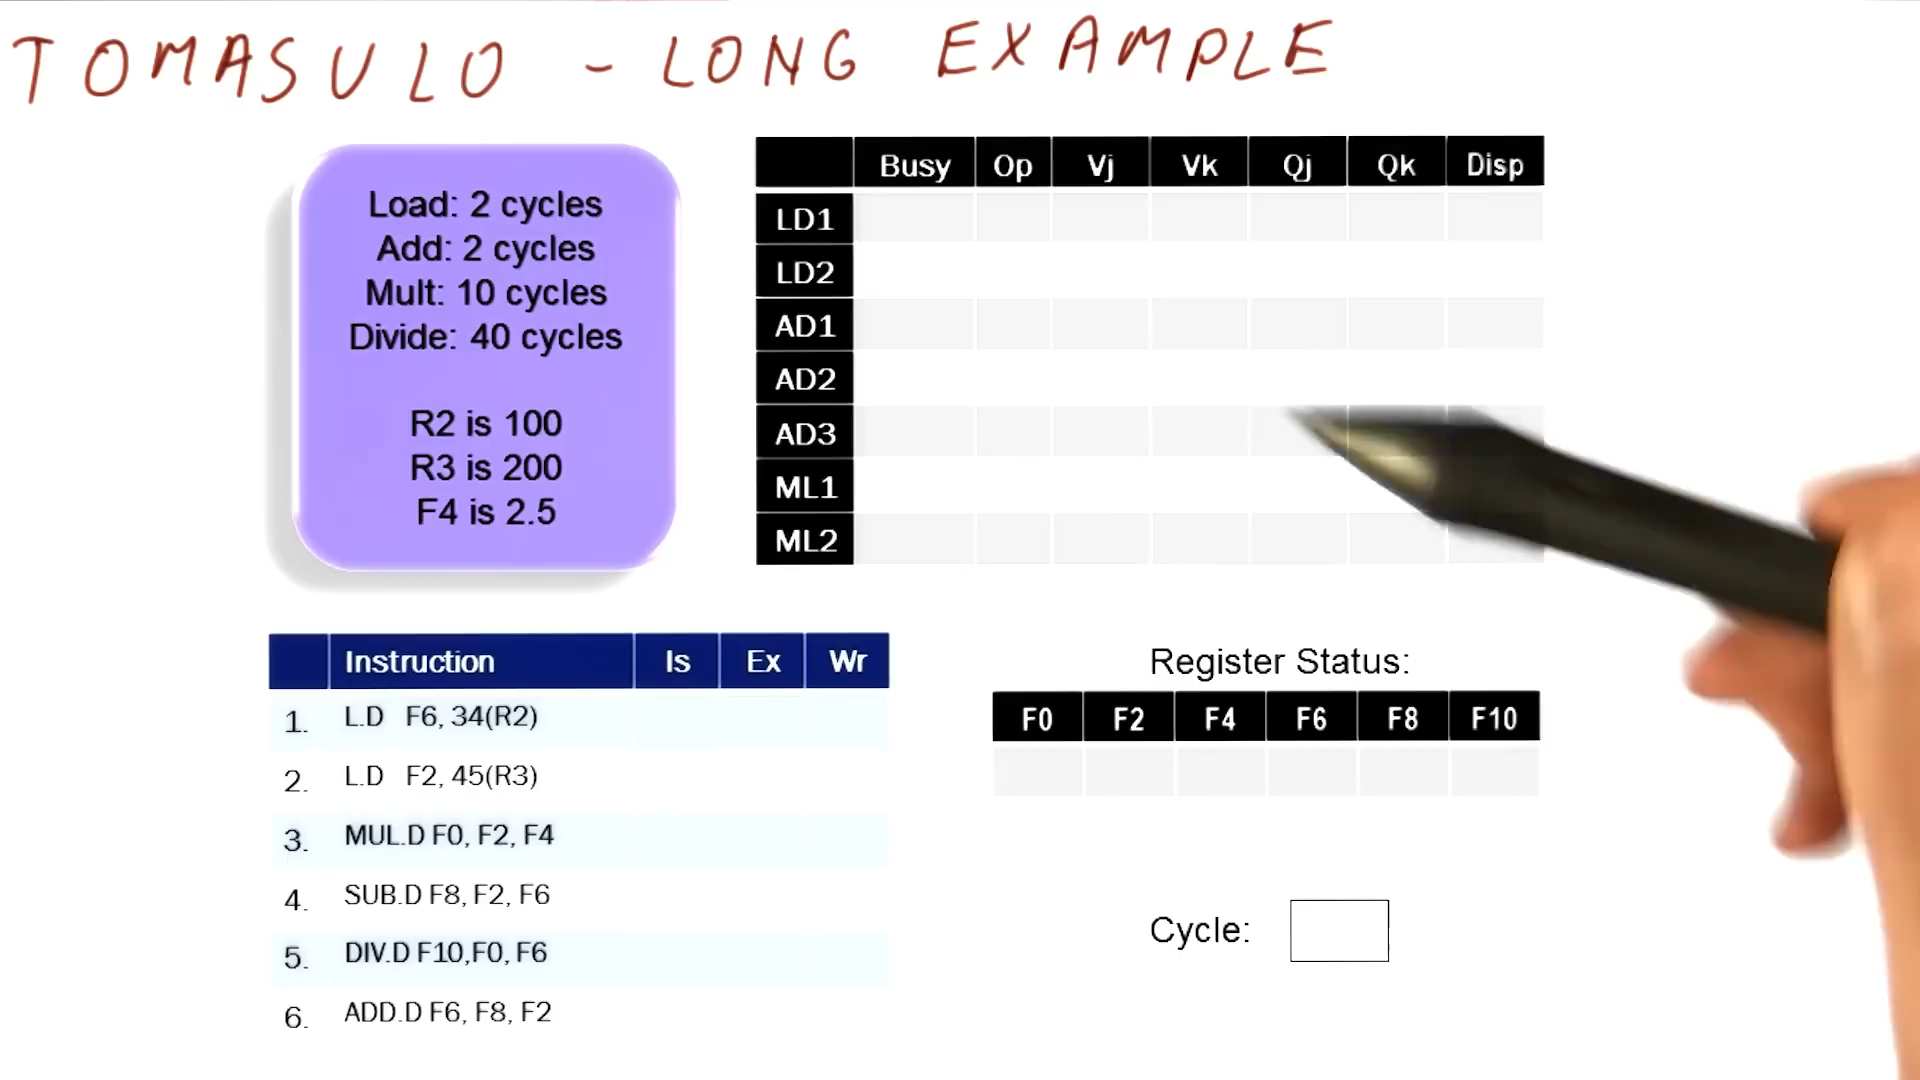 TOMASULO - LONG EXAMPLE
Load: 2 cycles
Add: 2 cycles
Mult: 10 cycles
Divide: 40 cycles
R2 is 100
R3 is 200
F4 is 2.5
Busy Op Vj Vk Qj Qk Disp
LD1
LD2
AD1
AD2
AD3
ML1
ML2
Instruction Is Ex Wr
1. L.D F6, 34(R2)
2. L.D F2, 45(R3)
3. MUL.D F0, F2, F4
4. SUB.D F8, F2, F6
5. DIV.D F10,F0, F6
6. ADD.D F6, F8, F2
Register Status:
F0 F2 F4 F6 F8 F10
Cycle: